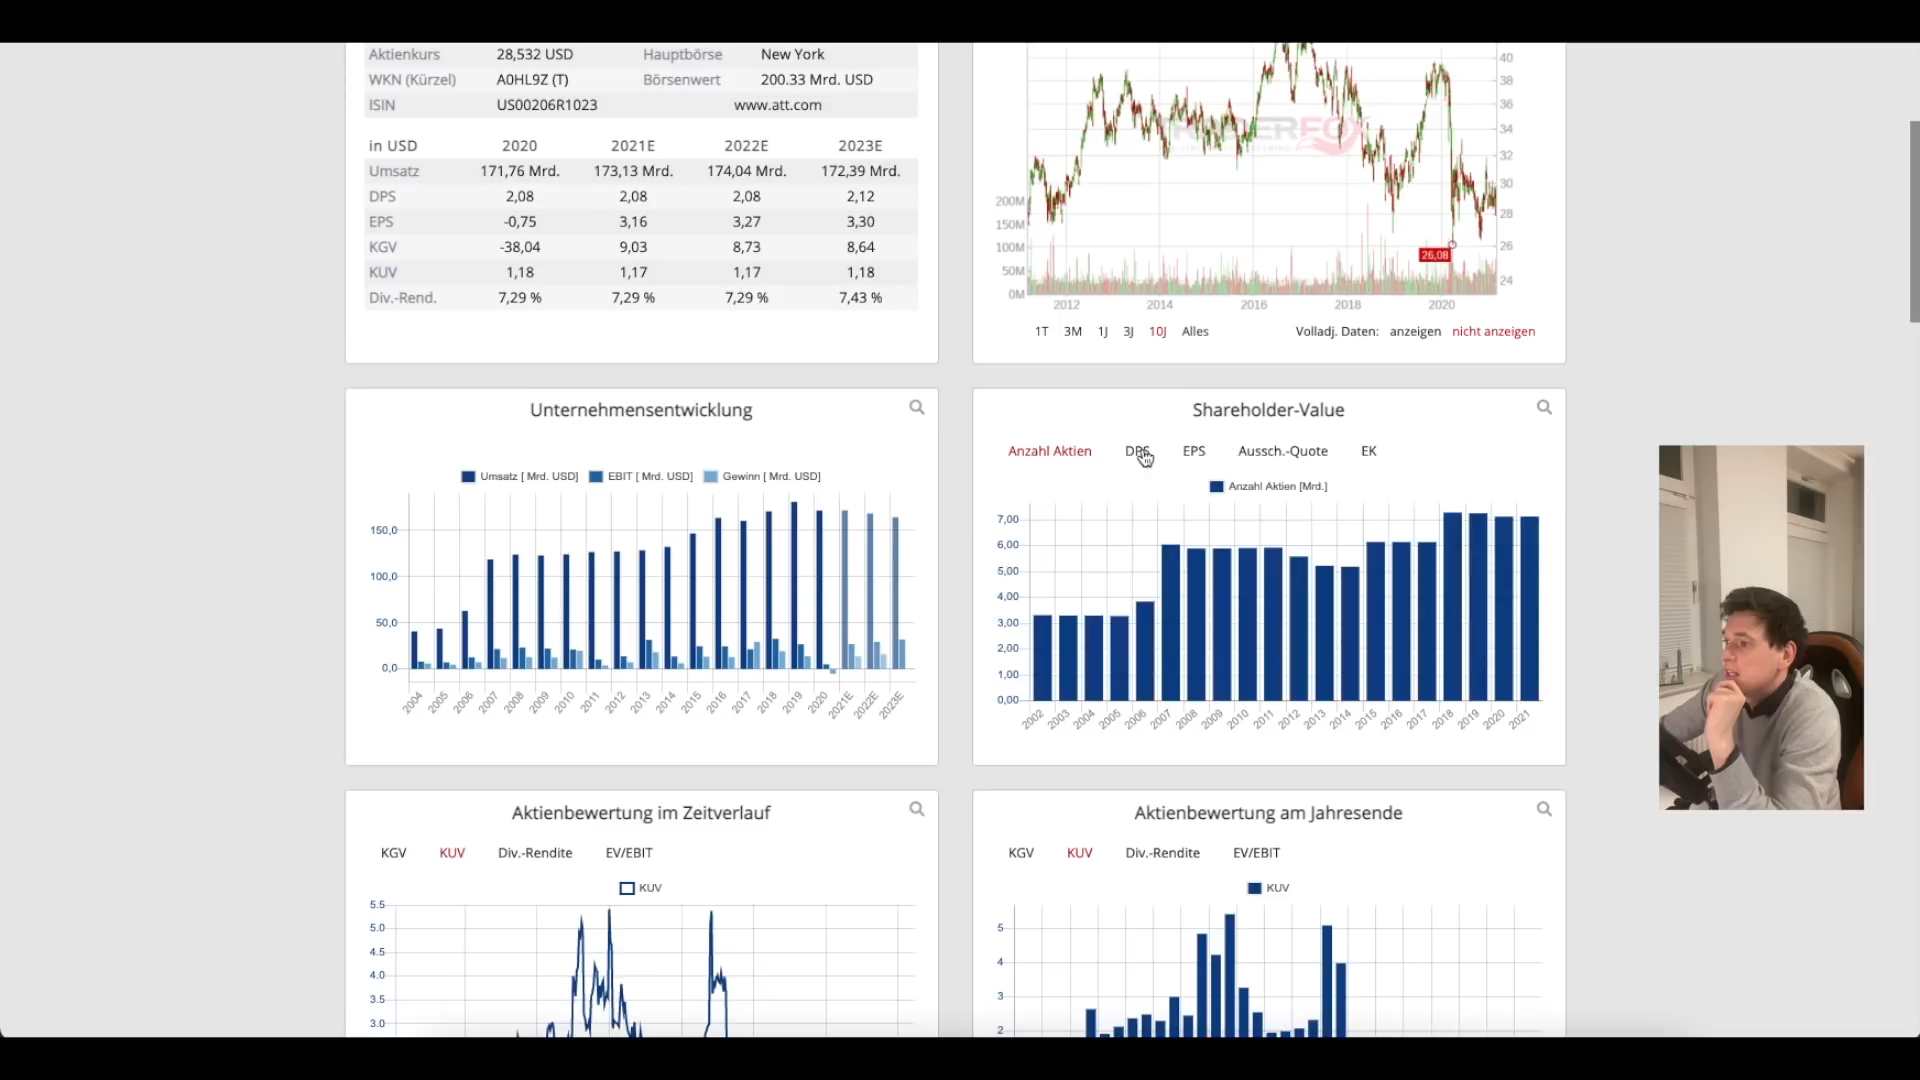 Aktienkurs 28,532 USD Hauptbörse New York
WKN (Kürzel) A0HL9Z (T) Börsenwert 200.33 Mrd. USD
ISIN US00206R1023 www.att.com
in USD 2020 2021E 2022E 2023E
Umsatz 171,76 Mrd. 173,13 Mrd. 174,04 Mrd. 172,39 Mrd.
DPS 2,08 2,08 2,08 2,12
EPS -0,75 3,16 3,27 3,30
KGV -38,04 9,03 8,73 8,64
KUV 1,18 1,17 1,17 1,18
Div.-Rend. 7,29 % 7,29 % 7,29 % 7,43 %
40
38
36
34
32
30
28
26
24
200M
150M
100M
50M
0M
26,08
2012 2014 2016 2018 2020
1T 3M 1J 3J 10J Alles Volladj. Daten: anzeigen nicht anzeigen
Unternehmensentwicklung
Umsatz [ Mrd. USD] EBIT [ Mrd. USD] Gewinn [ Mrd. USD]
150,0
100,0
50,0
0,0
2004 2005 2006 2007 2008 2009 2010 2011 2012 2013 2014 2015 2016 2017 2018 2019 2020 2021E 2022E 2023E
Shareholder-Value
Anzahl Aktien DPS EPS Aussch.-Quote EK
Anzahl Aktien [Mrd.]
7,00
6,00
5,00
4,00
3,00
2,00
1,00
0,00
2002 2003 2004 2005 2006 2007 2008 2009 2010 2011 2012 2013 2014 2015 2016 2017 2018 2019 2020 2021
Aktienbewertung im Zeitverlauf
KGV KUV Div.-Rendite EV/EBIT
KUV
5.5
5.0
4.5
4.0
3.5
3.0
Aktienbewertung am Jahresende
KGV KUV Div.-Rendite EV/EBIT
KUV
5
4
3
2